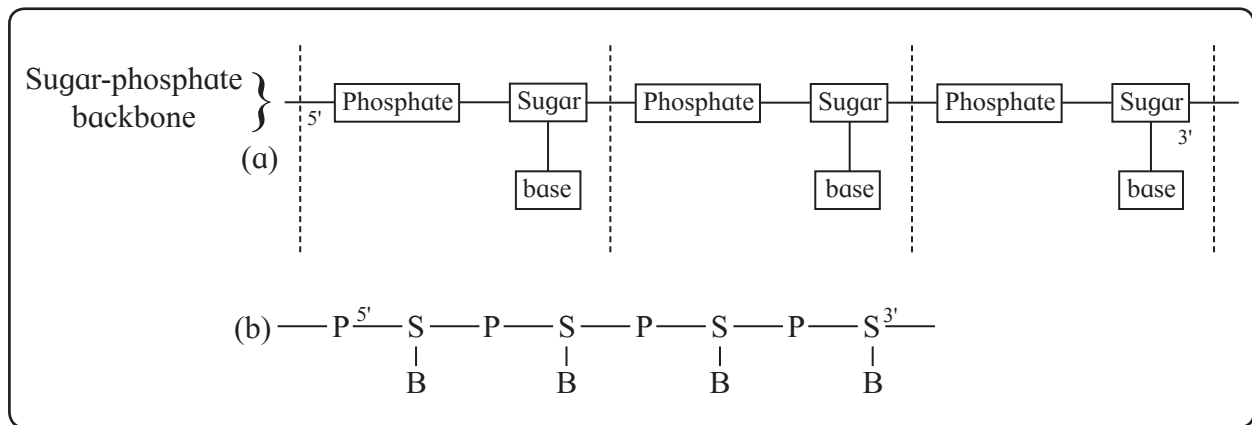 Sugar-phosphate
backbone
(a)
5' Phosphate Sugar Phosphate Sugar Phosphate Sugar 3'
base base base
(b) P 5' S P S P S P S 3'
B B B B